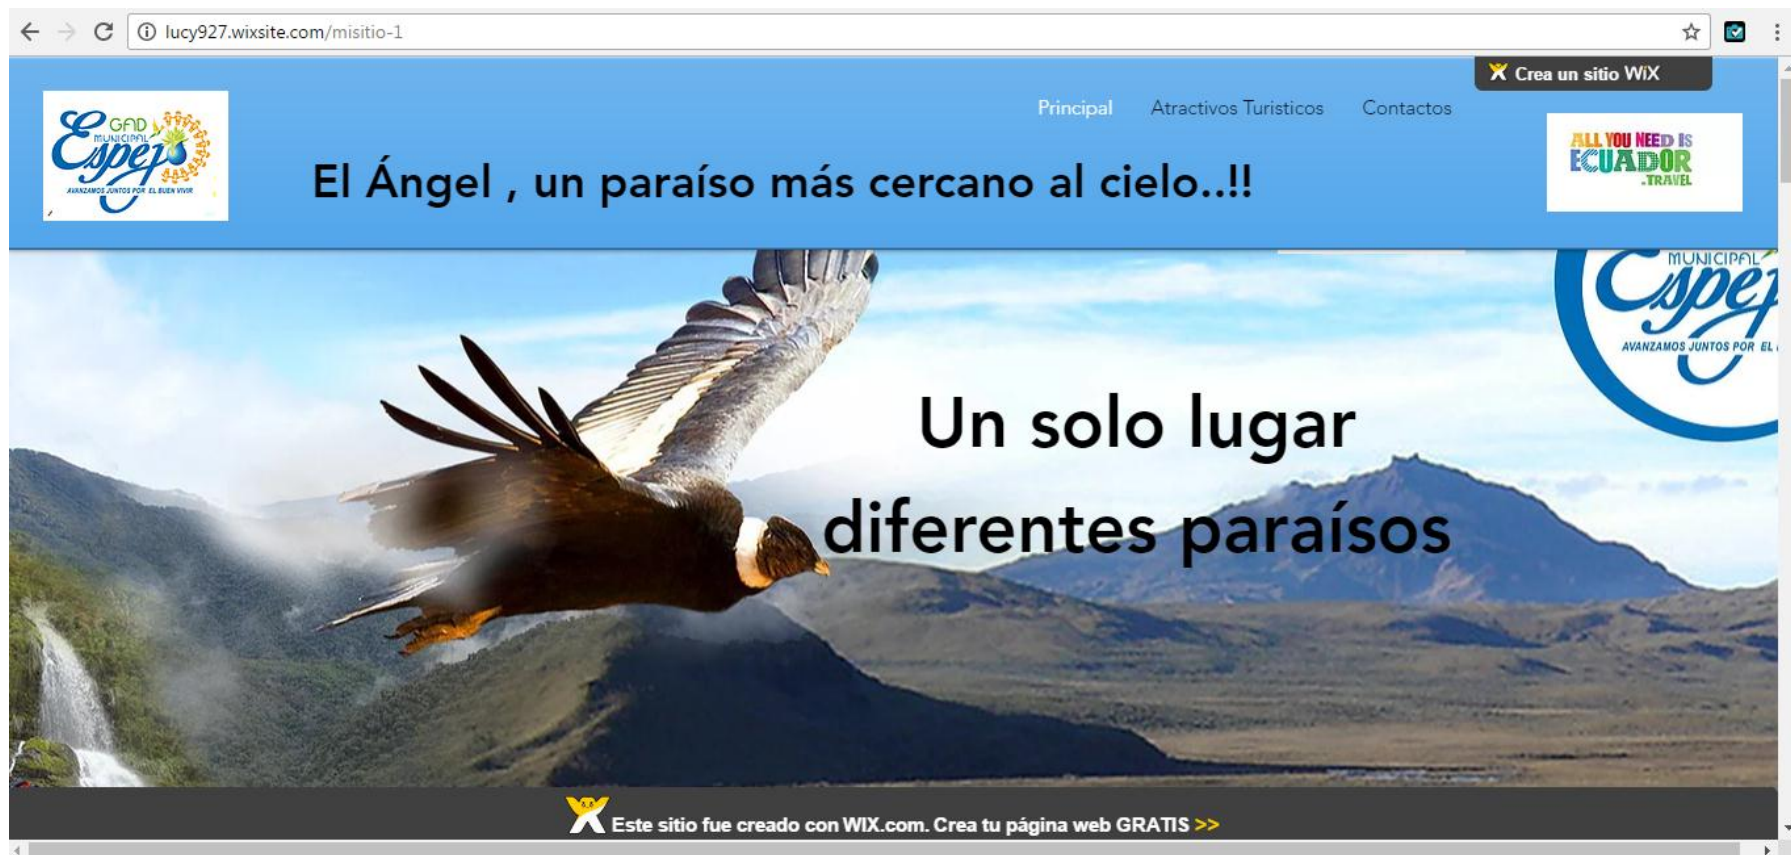 lucy927.wixsite.com/misitio-1
Crea un sitio WiX
Principal Atractivos Turisticos Contactos
GAD
MUNICIPAL
Espejo
AVANZAMOS JUNTOS POR EL BUEN VIVIR
El Ángel , un paraíso más cercano al cielo..!!
ALL YOU NEED IS
ECUADOR
.TRAVEL
MUNICIPAL
Espej
AVANZAMOS JUNTOS POR EL
Un solo lugar
diferentes paraísos
Este sitio fue creado con WIX.com. Crea tu página web GRATIS >>